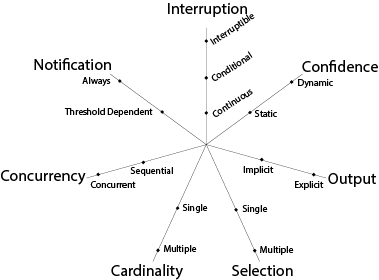 Interruption
Interruptible
Conditional
Continuous
Notification
Always
Threshold Dependent
Confidence
Dynamic
Static
Concurrency
Concurrent
Sequential
Implicit
Explicit
Output
Single
Multiple
Cardinality
Single
Multiple
Selection